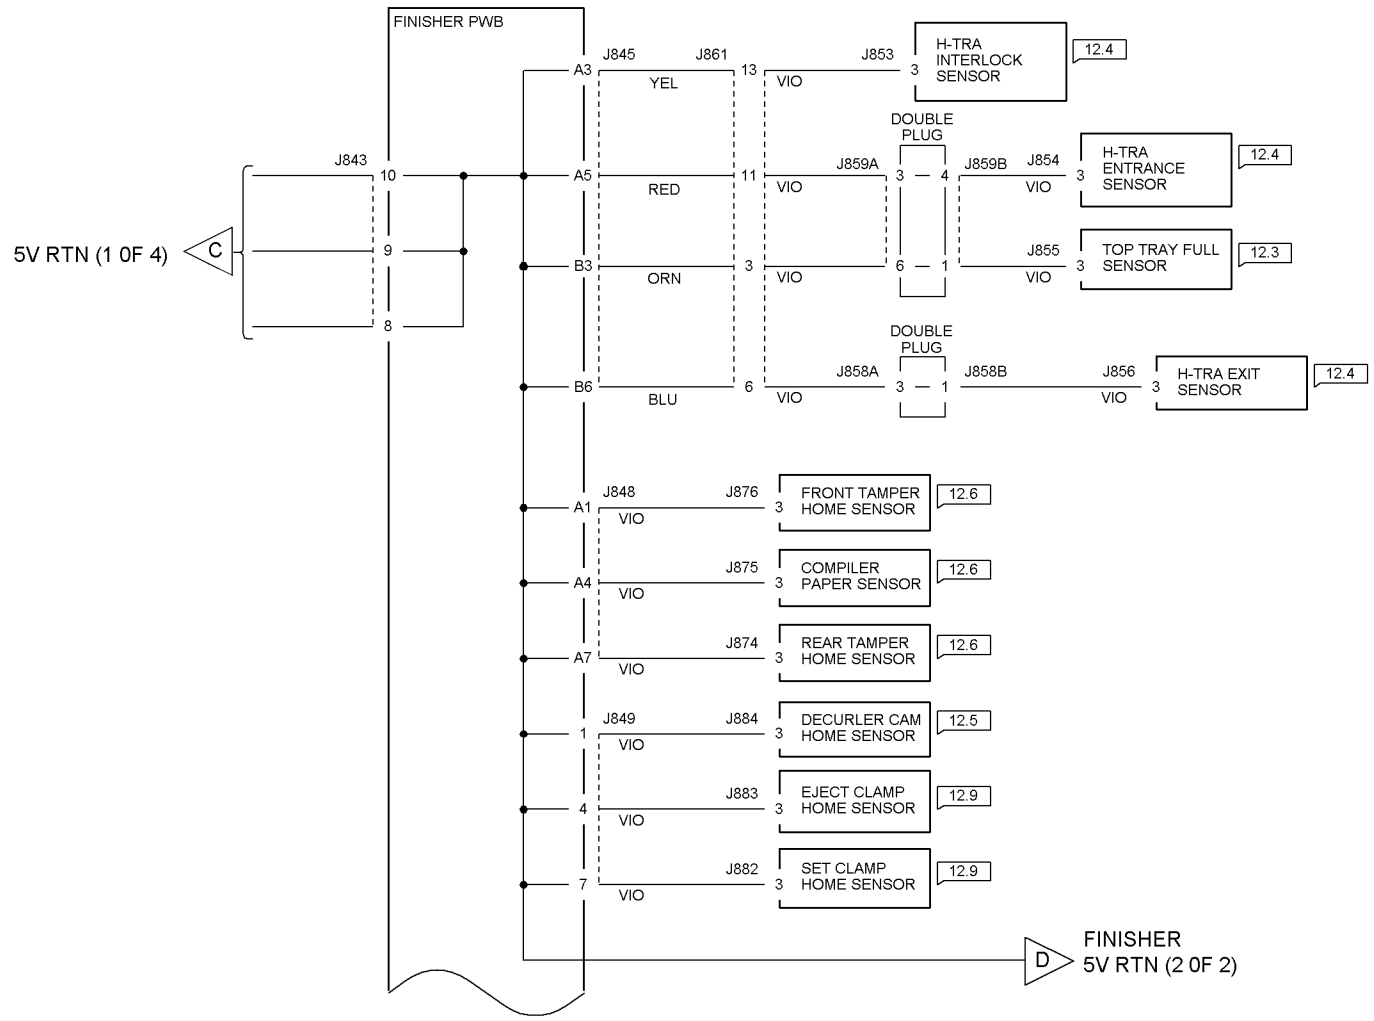 FINISHER PWB
J845
J861
J853
H-TRA
INTERLOCK
SENSOR
12.4
A3
13
3
YEL
VIO
DOUBLE
PLUG
J843
J859A
J859B
J854
H-TRA
ENTRANCE
SENSOR
12.4
10
A5
11
3
4
3
RED
VIO
VIO
5V RTN (1 0F 4)
C
9
J855
TOP TRAY FULL
SENSOR
12.3
B3
3
6
1
3
ORN
VIO
VIO
8
DOUBLE
PLUG
J858A
J858B
J856
H-TRA EXIT
SENSOR
12.4
B6
6
3
1
3
BLU
VIO
VIO
J848
J876
FRONT TAMPER
HOME SENSOR
12.6
A1
3
VIO
J875
COMPILER
PAPER SENSOR
12.6
A4
3
VIO
J874
REAR TAMPER
HOME SENSOR
12.6
A7
3
VIO
J849
J884
DECURLER CAM
HOME SENSOR
12.5
1
3
VIO
J883
EJECT CLAMP
HOME SENSOR
12.9
4
3
VIO
J882
SET CLAMP
HOME SENSOR
12.9
7
3
VIO
D
FINISHER
5V RTN (2 0F 2)